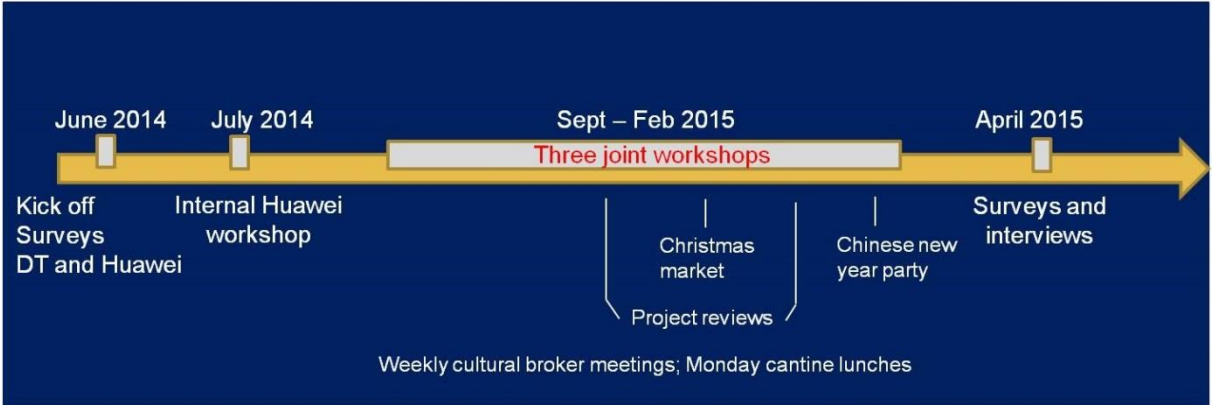 June 2014
July 2014
Sept – Feb 2015
April 2015
Three joint workshops
Kick off
Surveys
DT and Huawei
Internal Huawei
workshop
Christmas
market
Chinese new
year party
Surveys and
interviews
Project reviews
Weekly cultural broker meetings; Monday cantine lunches